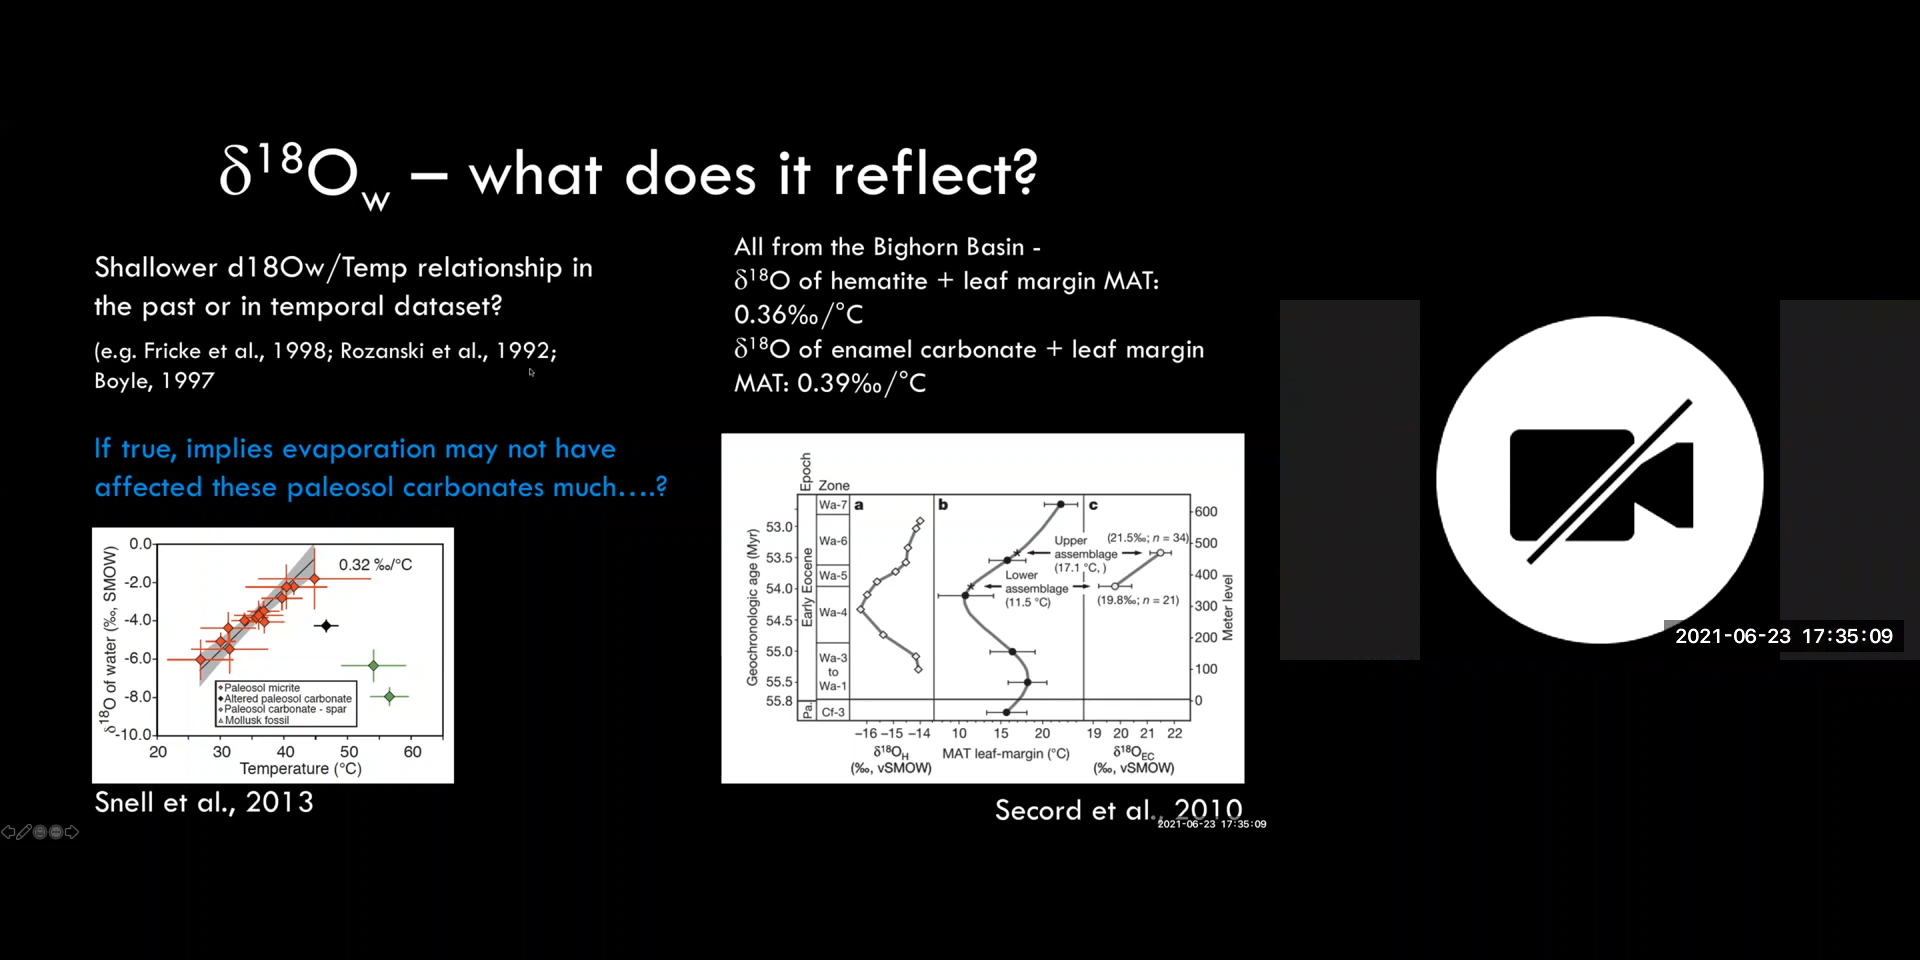 δ¹⁸O_w – what does it reflect?
Shallower d18Ow/Temp relationship in
the past or in temporal dataset?
(e.g. Fricke et al., 1998; Rozanski et al., 1992;
Boyle, 1997
If true, implies evaporation may not have
affected these paleosol carbonates much....?
0.0
-2.0
-4.0
-6.0
-8.0
-10.0
δ¹⁸O of water (‰, SMOW)
0.32 ‰/°C
Paleosol micrite
Altered paleosol carbonate
Paleosol carbonate - spar
Mollusk fossil
20 30 40 50 60
Temperature (°C)
Snell et al., 2013
All from the Bighorn Basin -
δ¹⁸O of hematite + leaf margin MAT:
0.36‰/°C
δ¹⁸O of enamel carbonate + leaf margin
MAT: 0.39‰/°C
Epoch
Zone
Geochronologic age (Myr)
53.0
53.5
54.0
54.5
55.0
55.5
55.8
Early Eocene
Pa.
Wa-7
Wa-6
Wa-5
Wa-4
Wa-3
to
Wa-1
Cf-3
a
b
c
Upper
assemblage
(17.1 °C, )
Lower
assemblage
(11.5 °C)
(21.5‰; n = 34)
(19.8‰; n = 21)
600
500
400
300
200
100
0
Meter level
−16 −15 −14
δ¹⁸O_H
(‰, vSMOW)
10 15 20
MAT leaf-margin (°C)
19 20 21 22
δ¹⁸O_EC
(‰, vSMOW)
Secord et al., 2010
2021-06-23 17:35:09
2021-06-23 17:35:09